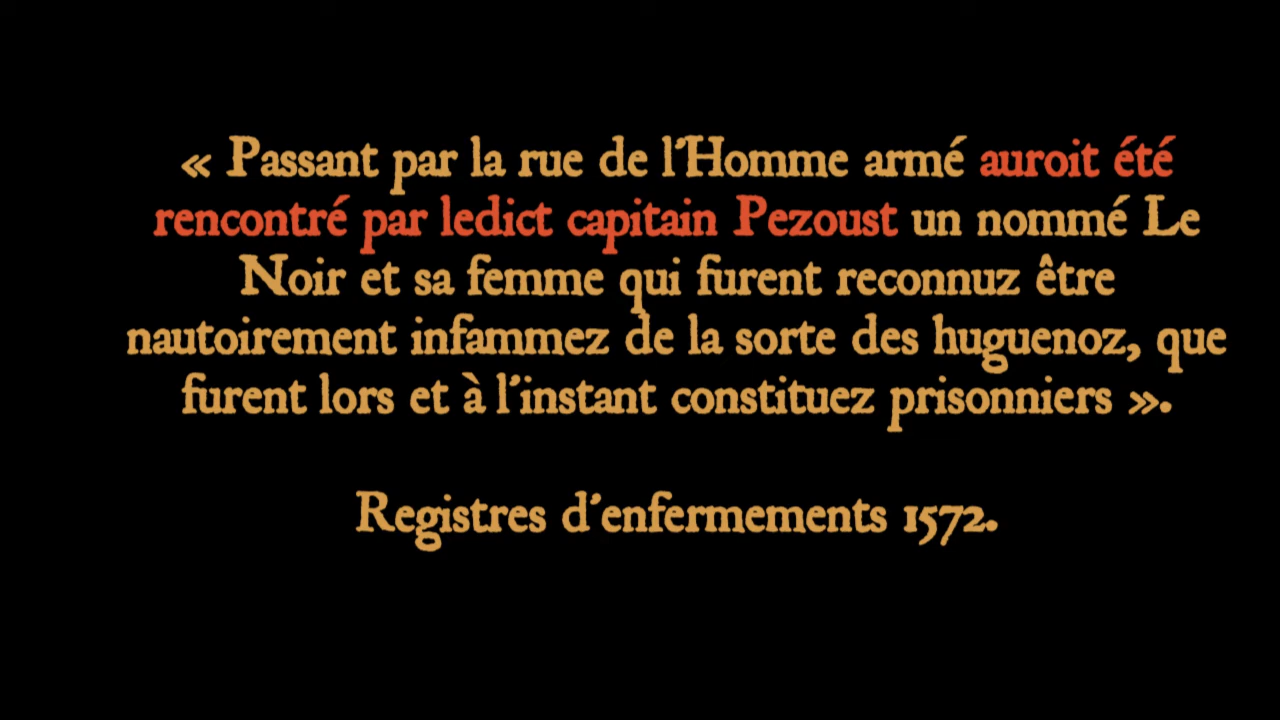 « Passant par la rue de l'Homme armé auroit été
rencontré par ledict capitain Pezoust un nommé Le
Noir et sa femme qui furent reconnuz être
nautoirement infammez de la sorte des huguenoz, que
furent lors et à l'instant constituez prisonniers ».
Registres d'enfermements 1572.